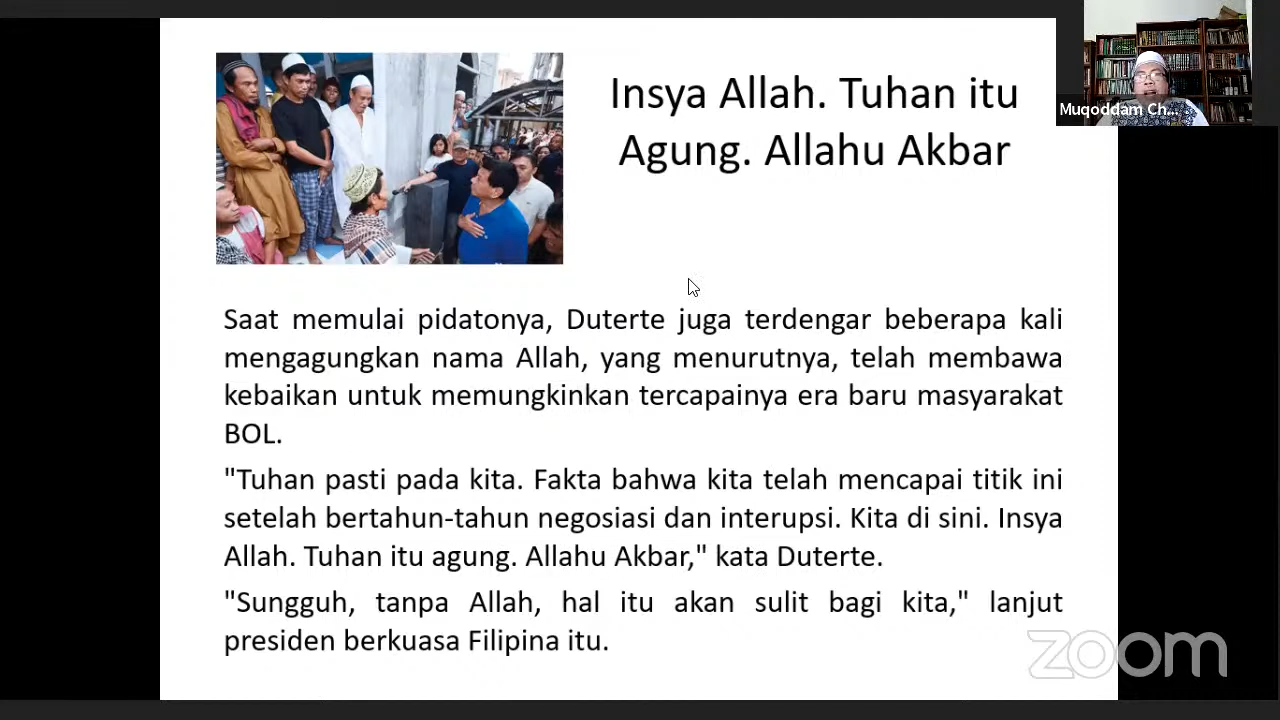 Insya Allah. Tuhan itu
Agung. Allahu Akbar
Muqoddam Ch...
Saat memulai pidatonya, Duterte juga terdengar beberapa kali
mengagungkan nama Allah, yang menurutnya, telah membawa
kebaikan untuk memungkinkan tercapainya era baru masyarakat
BOL.
"Tuhan pasti pada kita. Fakta bahwa kita telah mencapai titik ini
setelah bertahun-tahun negosiasi dan interupsi. Kita di sini. Insya
Allah. Tuhan itu agung. Allahu Akbar," kata Duterte.
"Sungguh, tanpa Allah, hal itu akan sulit bagi kita," lanjut
presiden berkuasa Filipina itu.
zoom